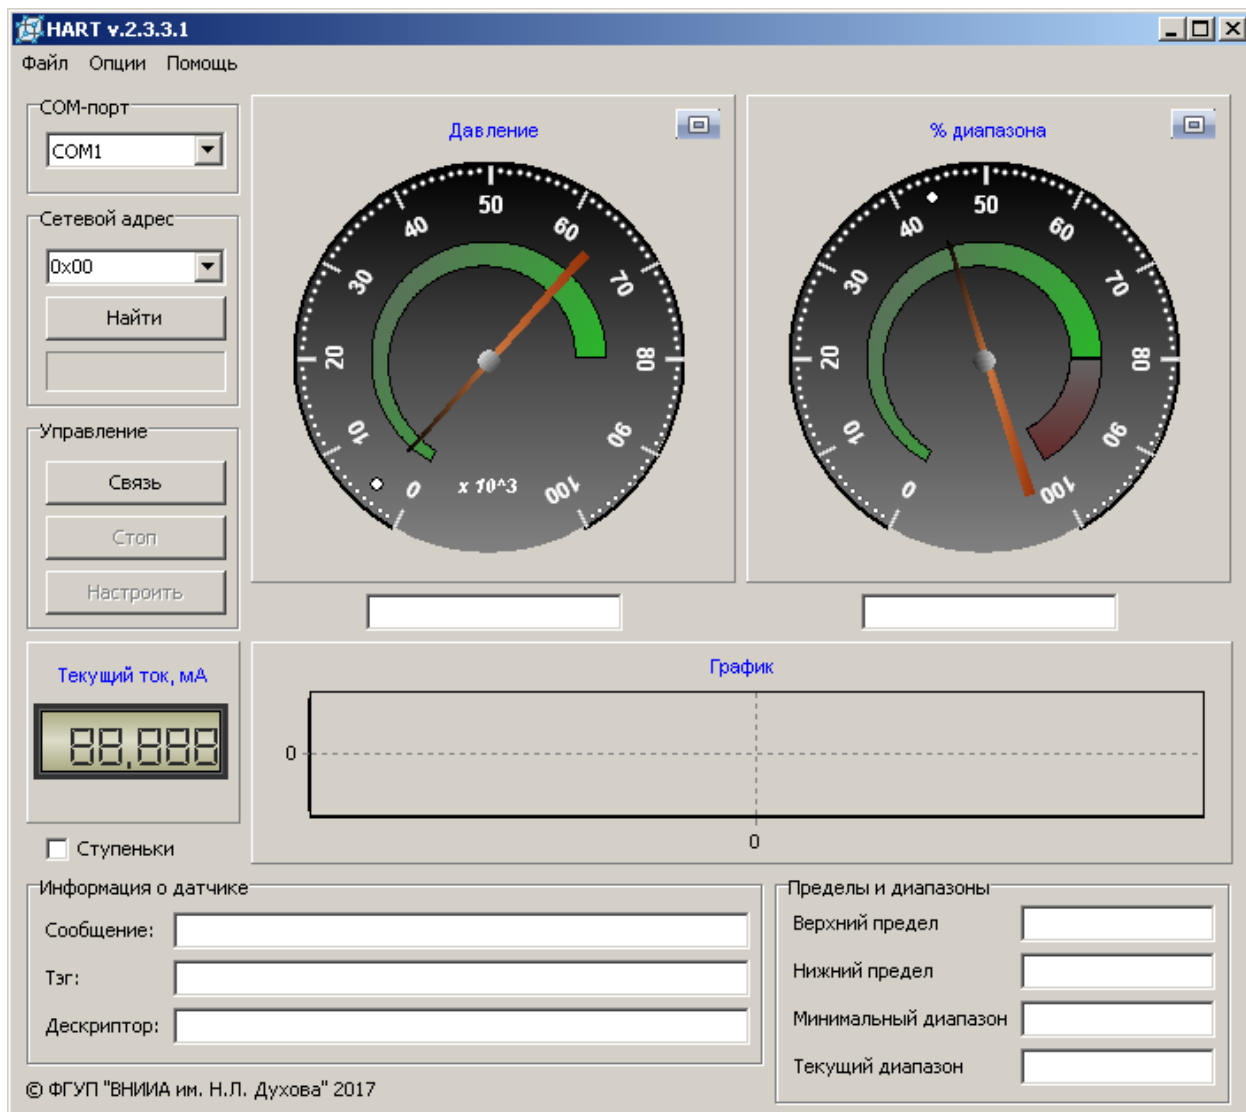 HART v.2.3.3.1
Файл Опции Помощь
COM-порт
COM1
Сетевой адрес
0x00
Найти
Управление
Связь
Стоп
Настроить
Давление
0 10 20 30 40 50 60 70 80 90 100
x 10^3
% диапазона
0 10 20 30 40 50 60 70 80 90 100
Текущий ток, мА
88.888
Ступеньки
График
0
0
Информация о датчике
Сообщение:
Тэг:
Дескриптор:
Пределы и диапазоны
Верхний предел
Нижний предел
Минимальный диапазон
Текущий диапазон
© ФГУП "ВНИИА им. Н.Л. Духова" 2017